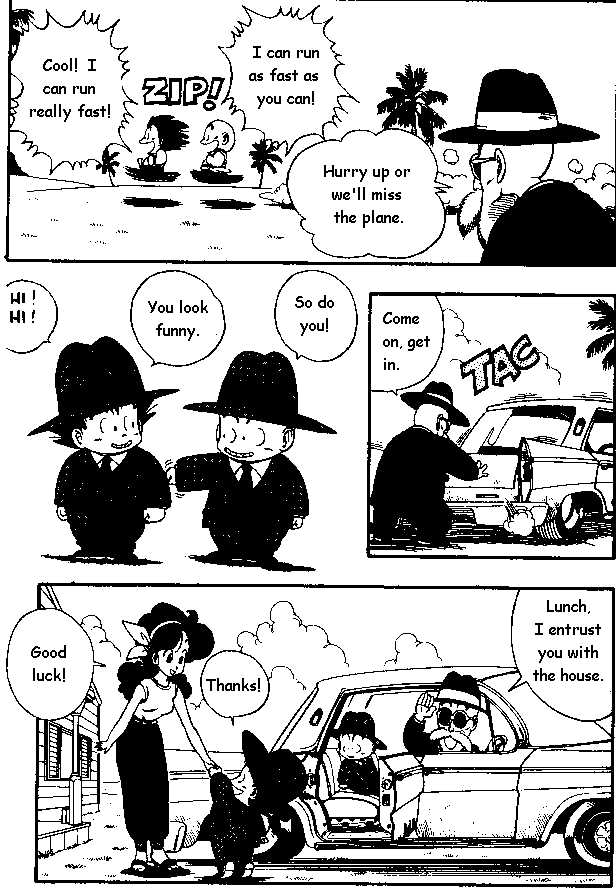 Cool! I
can run
really fast!
ZIP!
I can run
as fast as
you can!
Hurry up or
we'll miss
the plane.
HI!
HI!
You look
funny.
So do
you!
Come
on, get
in.
TAC
Good
luck!
Thanks!
Lunch,
I entrust
you with
the house.